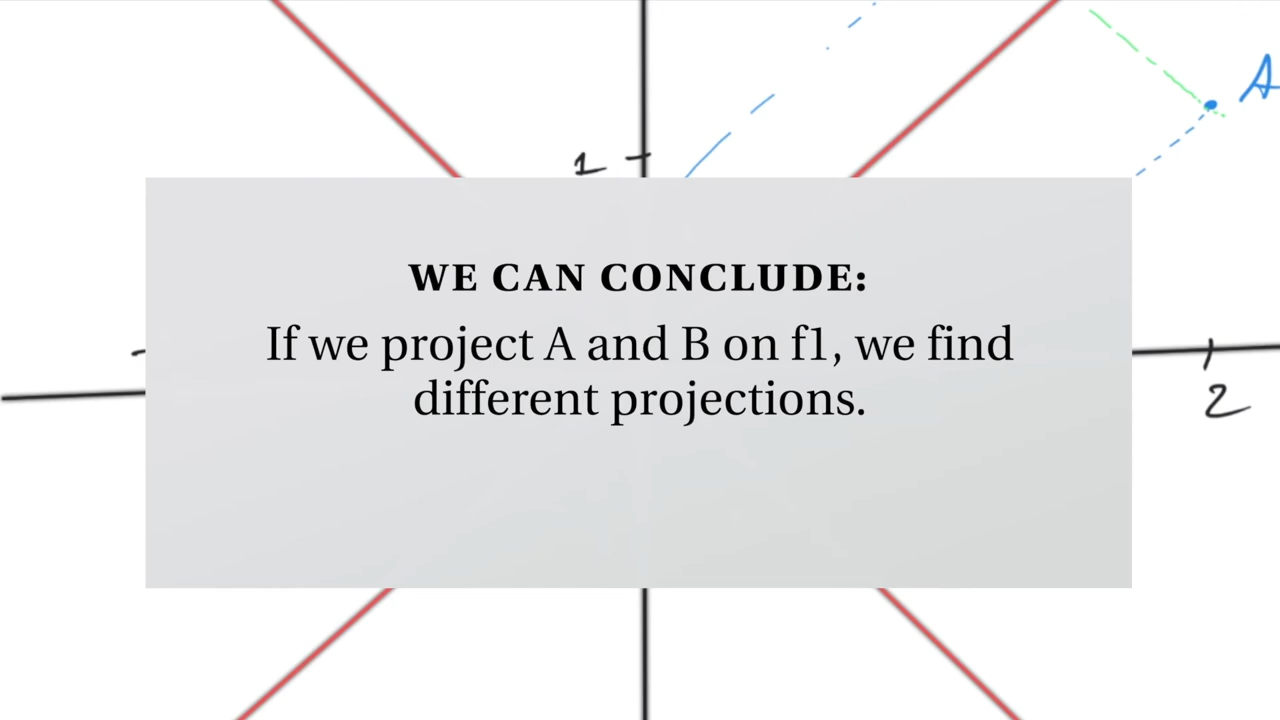 A
1
WE CAN CONCLUDE:
If we project A and B on f1, we find
different projections.
2